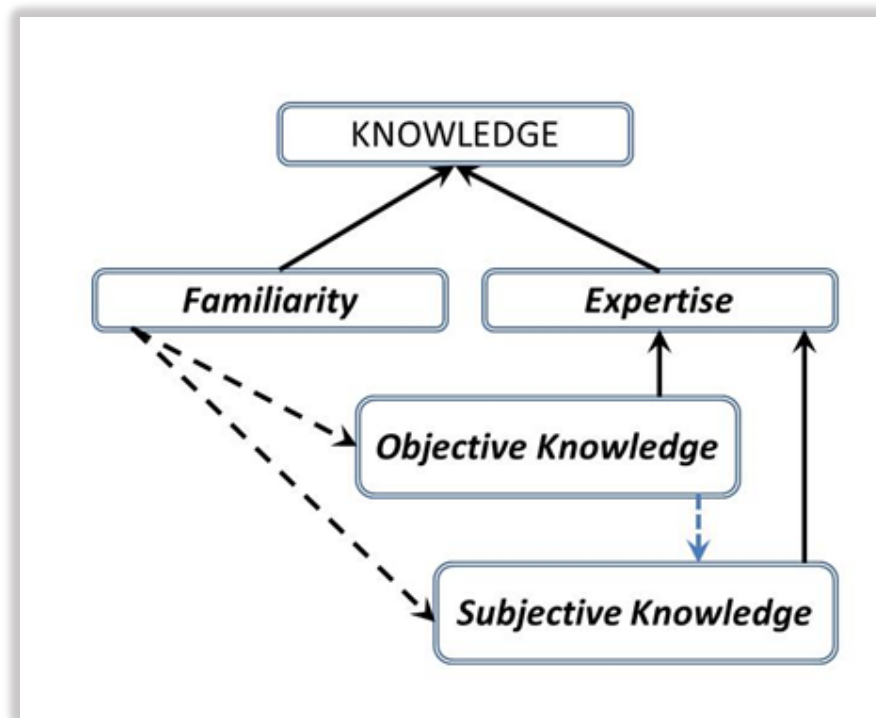 KNOWLEDGE
Familiarity
Expertise
Objective Knowledge
Subjective Knowledge